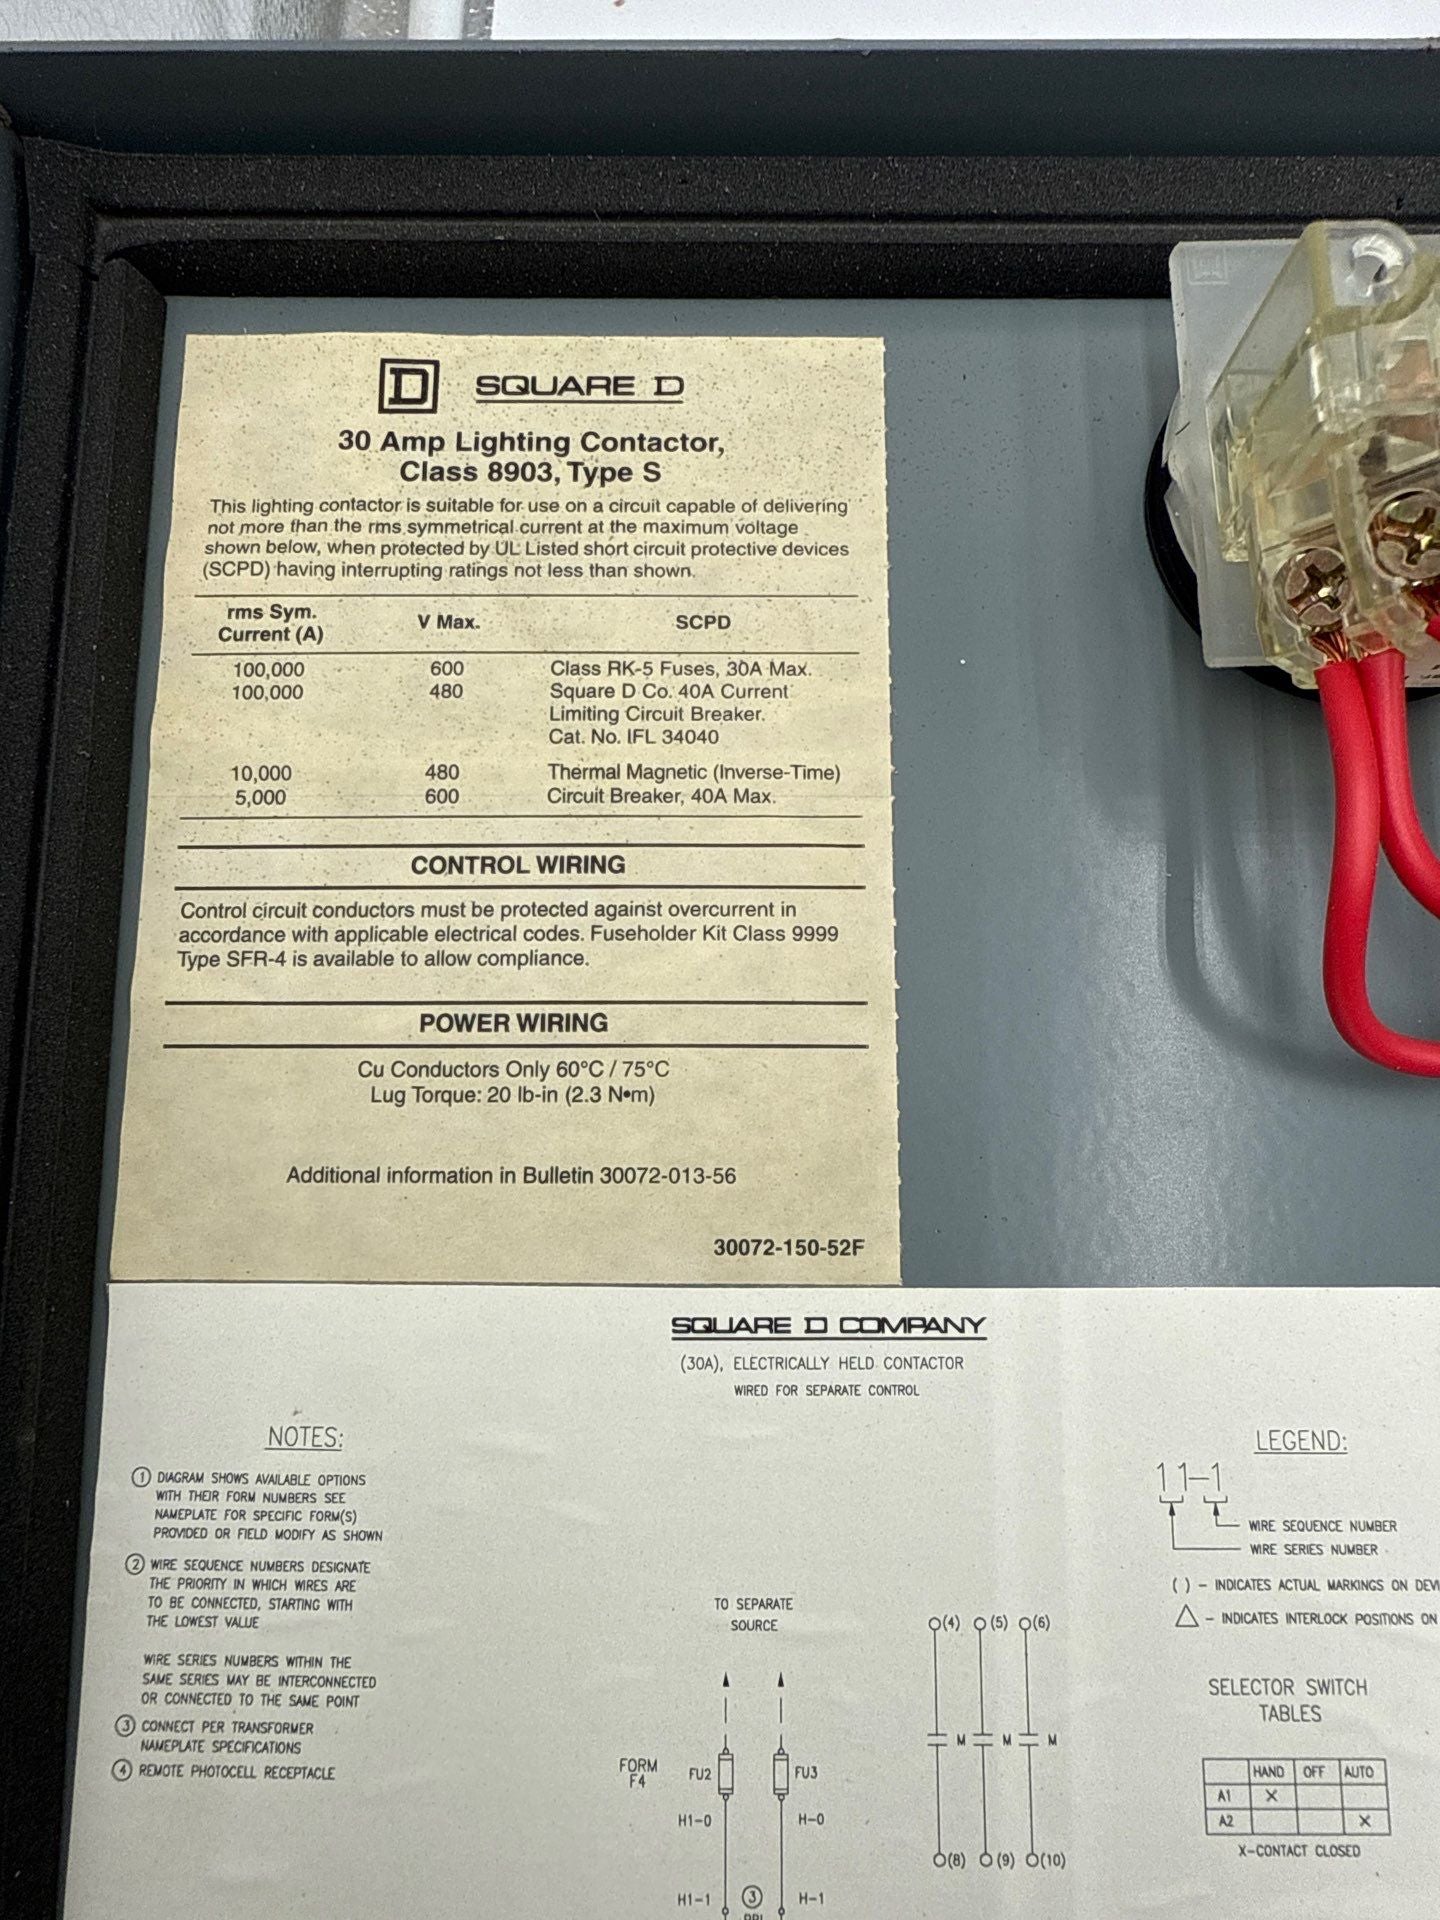 D SQUARE D
30 Amp Lighting Contactor,
Class 8903, Type S
This lighting contactor is suitable for use on a circuit capable of delivering
not more than the rms symmetrical current at the maximum voltage
shown below, when protected by UL Listed short circuit protective devices
(SCPD) having interrupting ratings not less than shown.
rms Sym.
Current (A) V Max. SCPD
100,000 600 Class RK-5 Fuses, 30A Max.
100,000 480 Square D Co. 40A Current
Limiting Circuit Breaker.
Cat. No. IFL 34040
10,000 480 Thermal Magnetic (Inverse-Time)
5,000 600 Circuit Breaker, 40A Max.
CONTROL WIRING
Control circuit conductors must be protected against overcurrent in
accordance with applicable electrical codes. Fuseholder Kit Class 9999
Type SFR-4 is available to allow compliance.
POWER WIRING
Cu Conductors Only 60°C / 75°C
Lug Torque: 20 lb-in (2.3 N•m)
Additional information in Bulletin 30072-013-56
30072-150-52F
SQUARE D COMPANY
(30A), ELECTRICALLY HELD CONTACTOR
WIRED FOR SEPARATE CONTROL
NOTES:
1 DIAGRAM SHOWS AVAILABLE OPTIONS
WITH THEIR FORM NUMBERS SEE
NAMEPLATE FOR SPECIFIC FORM(S)
PROVIDED OR FIELD MODIFY AS SHOWN
2 WIRE SEQUENCE NUMBERS DESIGNATE
THE PRIORITY IN WHICH WIRES ARE
TO BE CONNECTED, STARTING WITH
THE LOWEST VALUE
WIRE SERIES NUMBERS WITHIN THE
SAME SERIES MAY BE INTERCONNECTED
OR CONNECTED TO THE SAME POINT
3 CONNECT PER TRANSFORMER
NAMEPLATE SPECIFICATIONS
4 REMOTE PHOTOCELL RECEPTACLE
TO SEPARATE
SOURCE
FORM
F4
FU2 FU3
H1-0 H-0
H1-1 3 H-1
(4) (5) (6)
M M M
(8) (9) (10)
LEGEND:
11-1
WIRE SEQUENCE NUMBER
WIRE SERIES NUMBER
( ) - INDICATES ACTUAL MARKINGS ON DEVI
△ - INDICATES INTERLOCK POSITIONS ON
SELECTOR SWITCH
TABLES
HAND OFF AUTO
A1 X
A2 X
X-CONTACT CLOSED